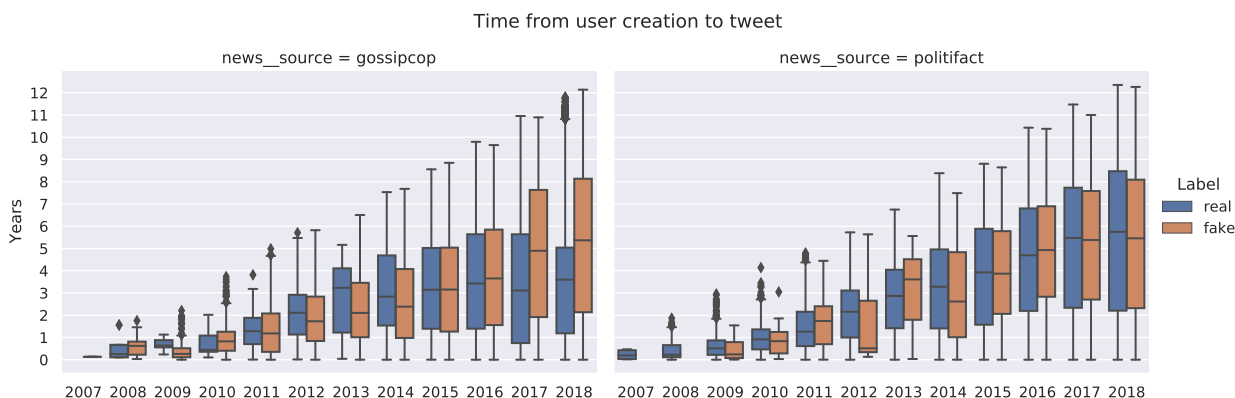 Time from user creation to tweet
news__source = gossipcop
news__source = politifact
Years
12
11
10
9
8
7
6
5
4
3
2
1
0
2007 2008 2009 2010 2011 2012 2013 2014 2015 2016 2017 2018
2007 2008 2009 2010 2011 2012 2013 2014 2015 2016 2017 2018
Label
real
fake